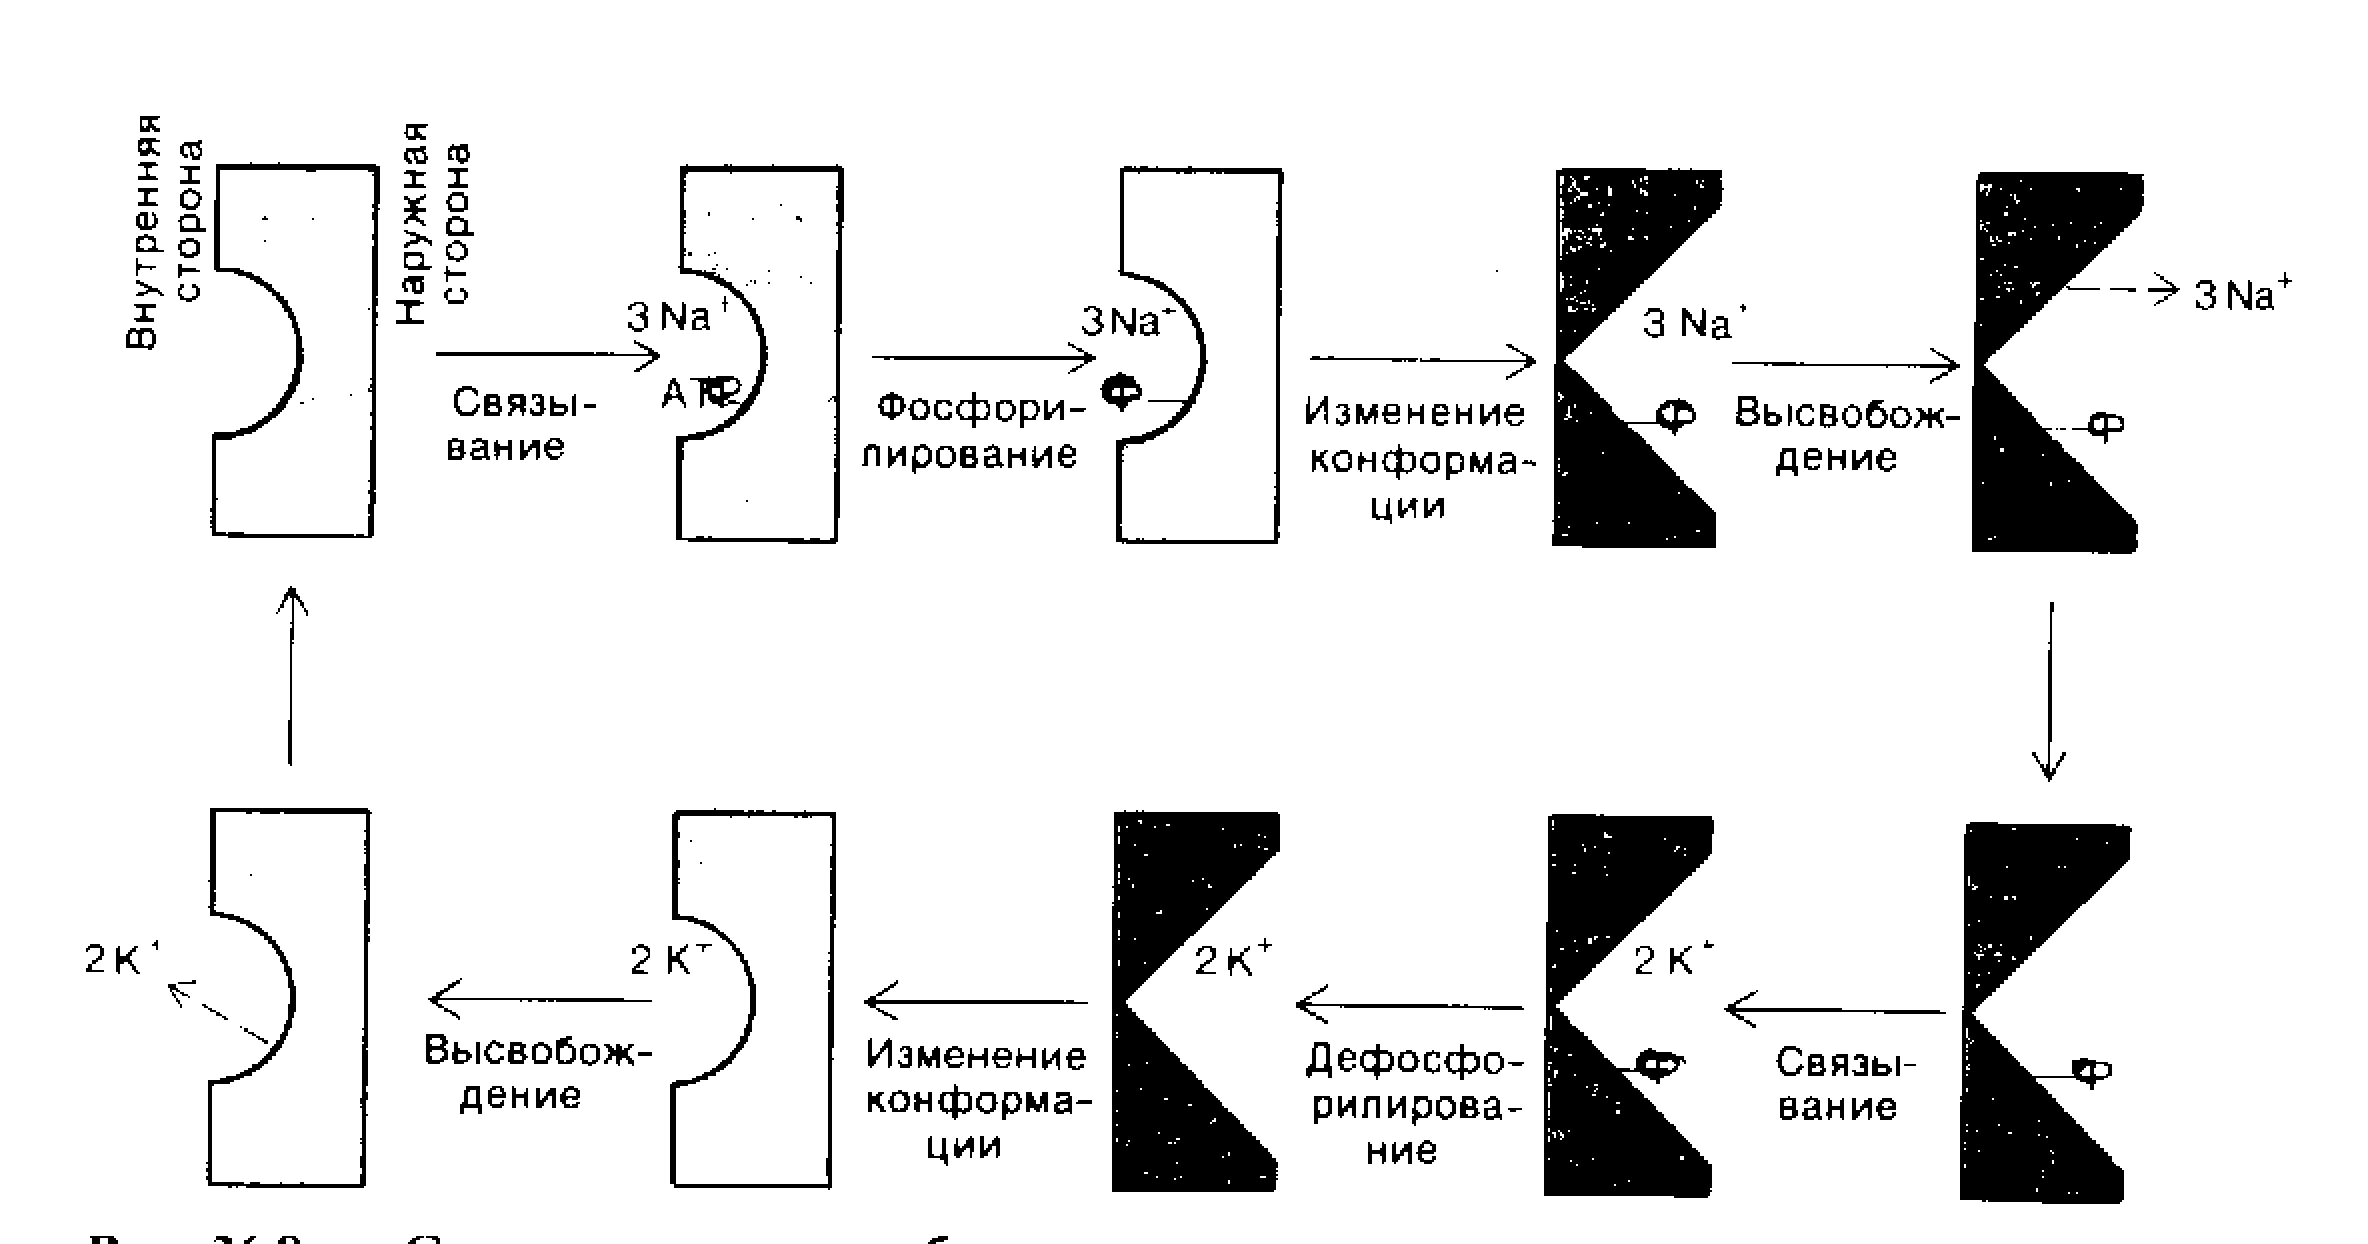 Внутренняя
сторона
Наружная
сторона
3 Na⁺
3 Na⁺
3 Na⁺
3 Na⁺
Ф
Ф
Ф
Связы-
вание
Фосфори-
лирование
Изменение
конформа-
ции
Высвобож-
дение
2 K⁺
2 K⁺
2 K⁺
2 K⁺
Ф
Ф
Высвобож-
дение
Изменение
конформа-
ции
Дефосфо-
рилирова-
ние
Связы-
вание